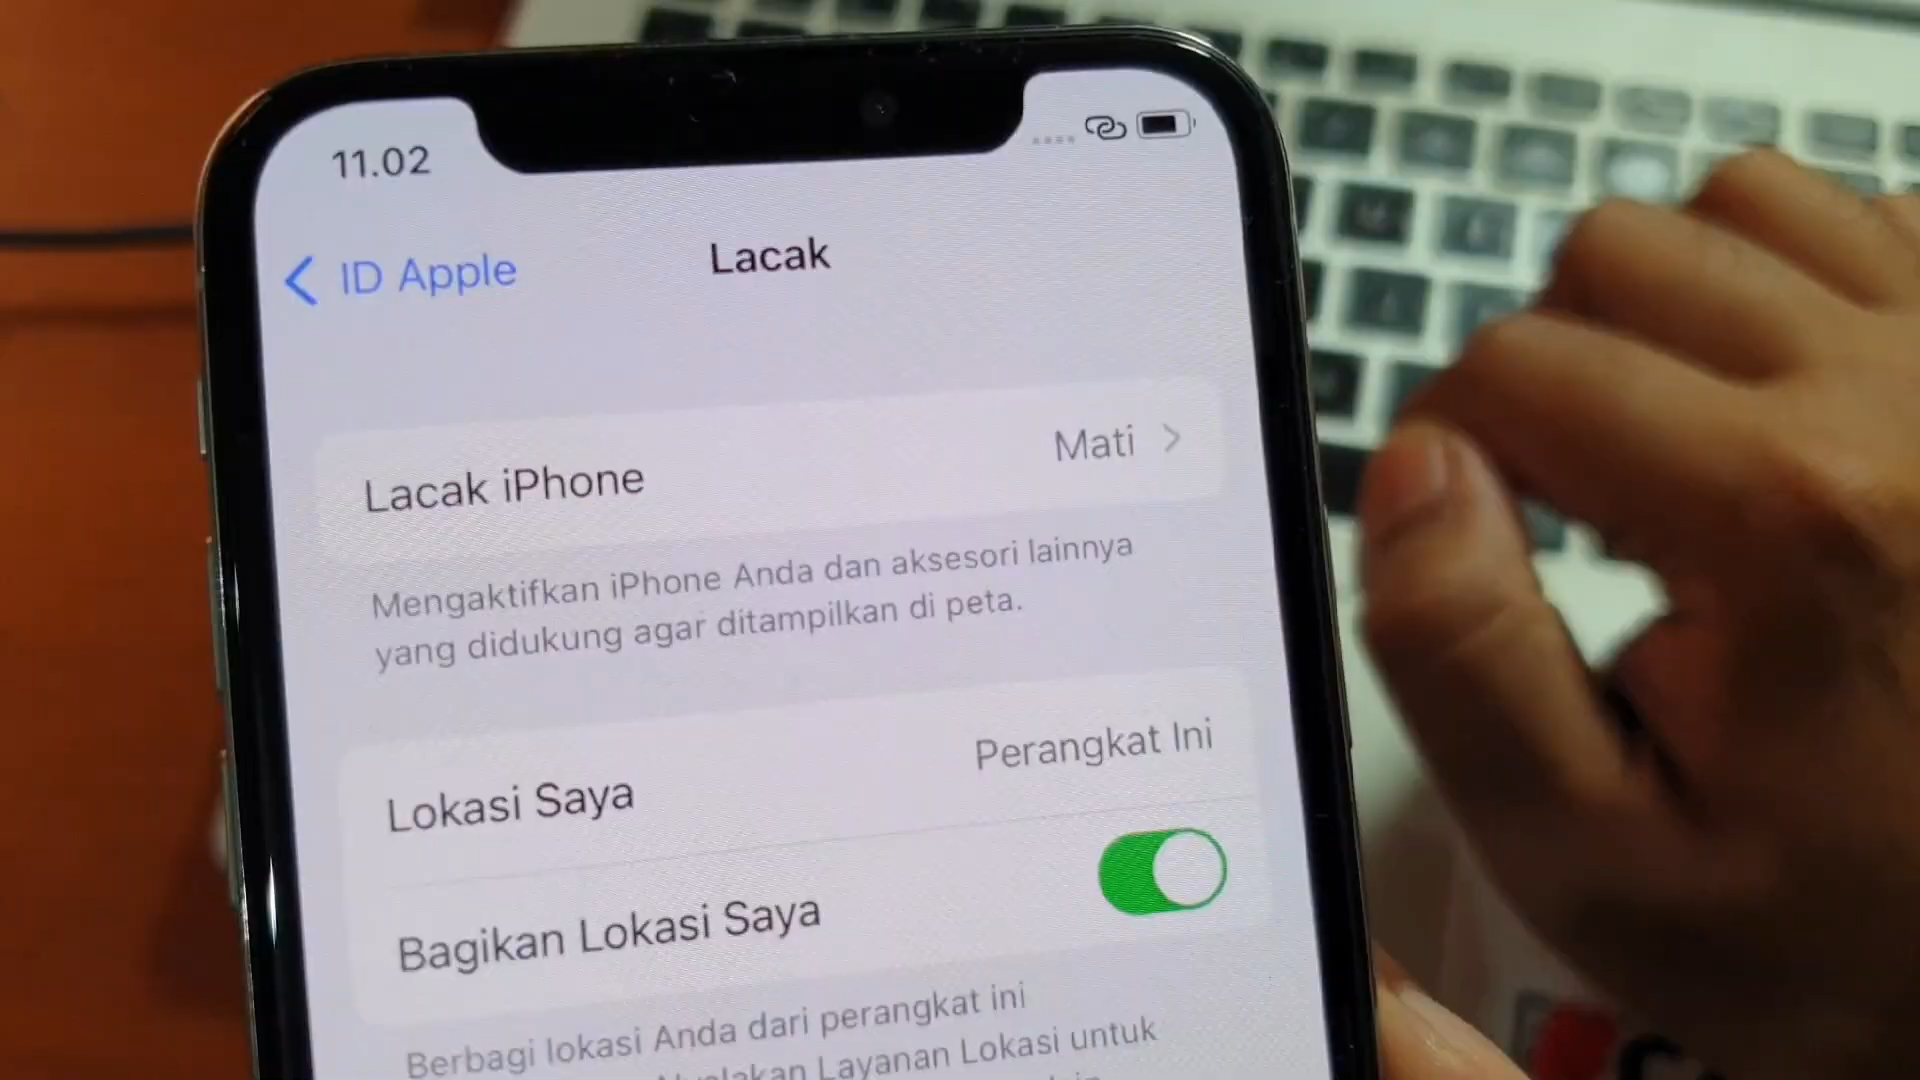 11.02
ID Apple
Lacak
Lacak iPhone
Mati
Mengaktifkan iPhone Anda dan aksesori lainnya
yang didukung agar ditampilkan di peta.
Lokasi Saya
Perangkat Ini
Bagikan Lokasi Saya
Berbagi lokasi Anda dari perangkat ini
Layanan Lokasi untuk